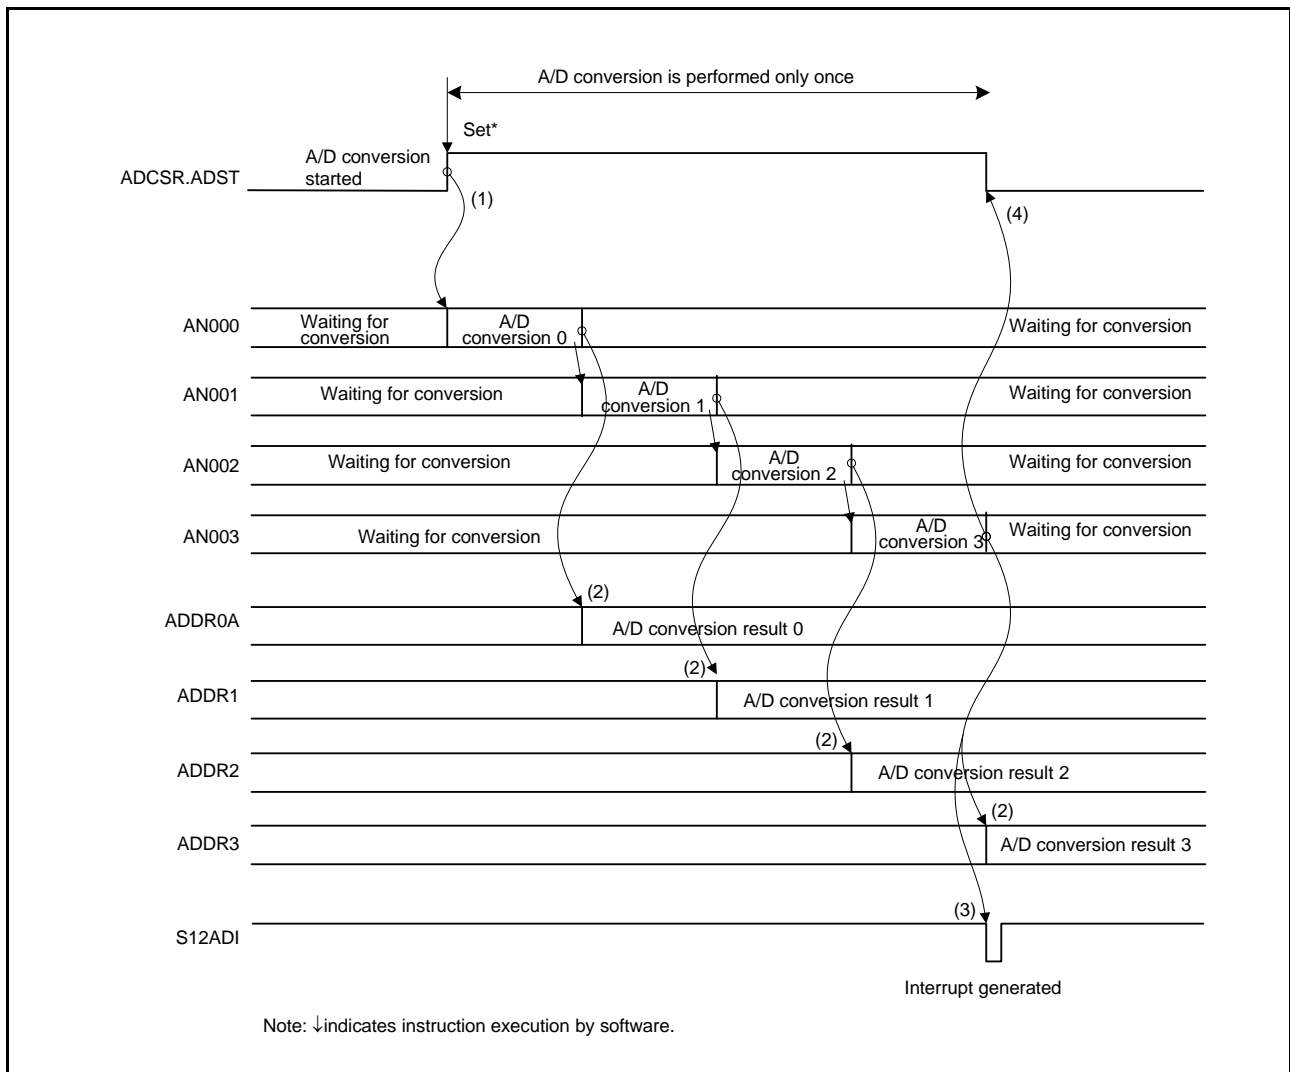 A/D conversion is performed only once
Set*
A/D conversion
started
ADCSR.ADST
(1)
(4)
AN000
Waiting for
conversion
A/D
conversion 0
Waiting for conversion
AN001
Waiting for conversion
A/D
conversion 1
Waiting for conversion
AN002
Waiting for conversion
A/D
conversion 2
Waiting for conversion
AN003
Waiting for conversion
A/D
conversion 3
Waiting for conversion
(2)
ADDR0A
A/D conversion result 0
(2)
ADDR1
A/D conversion result 1
(2)
ADDR2
A/D conversion result 2
(2)
ADDR3
A/D conversion result 3
(3)
S12ADI
Interrupt generated
Note: ↓indicates instruction execution by software.